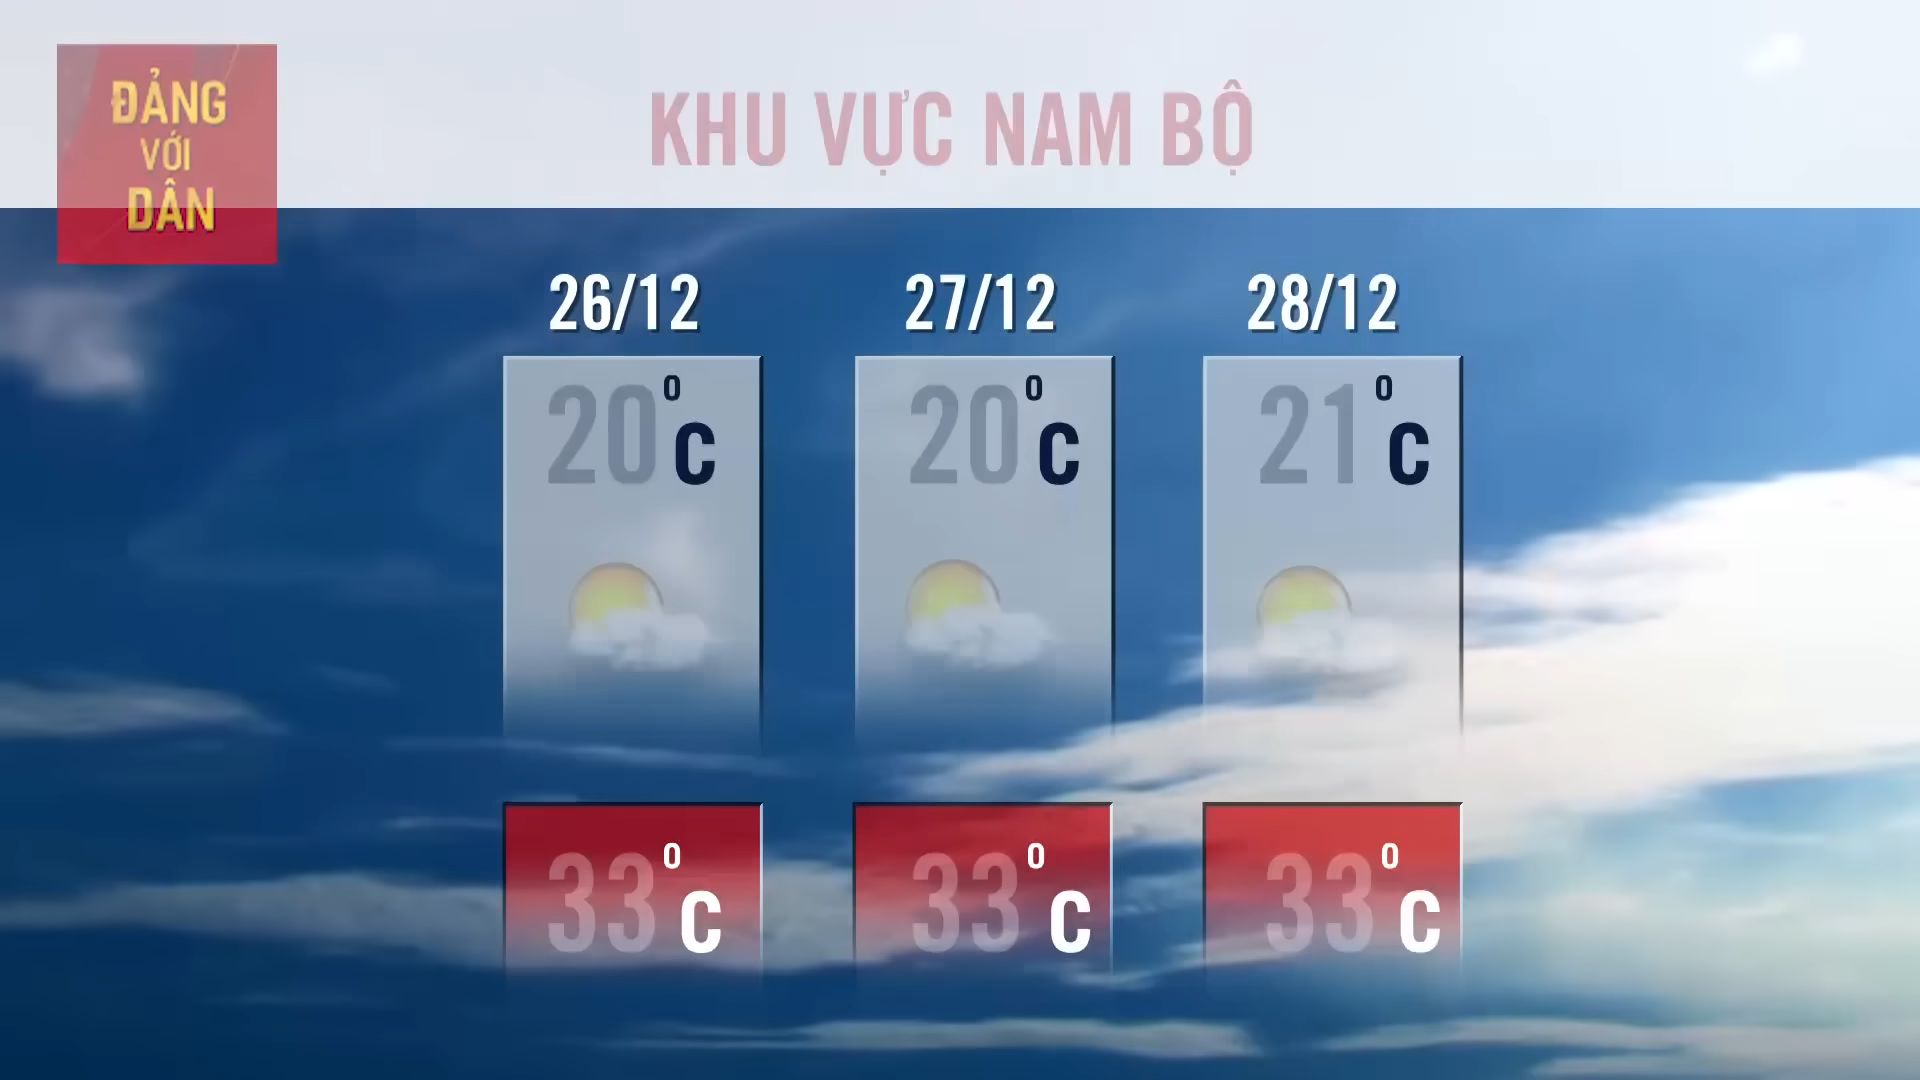 ĐẢNG
VỚI
DÂN
KHU VỰC NAM BỘ
26/12 27/12 28/12
20°C 20°C 21°C
33°C 33°C 33°C